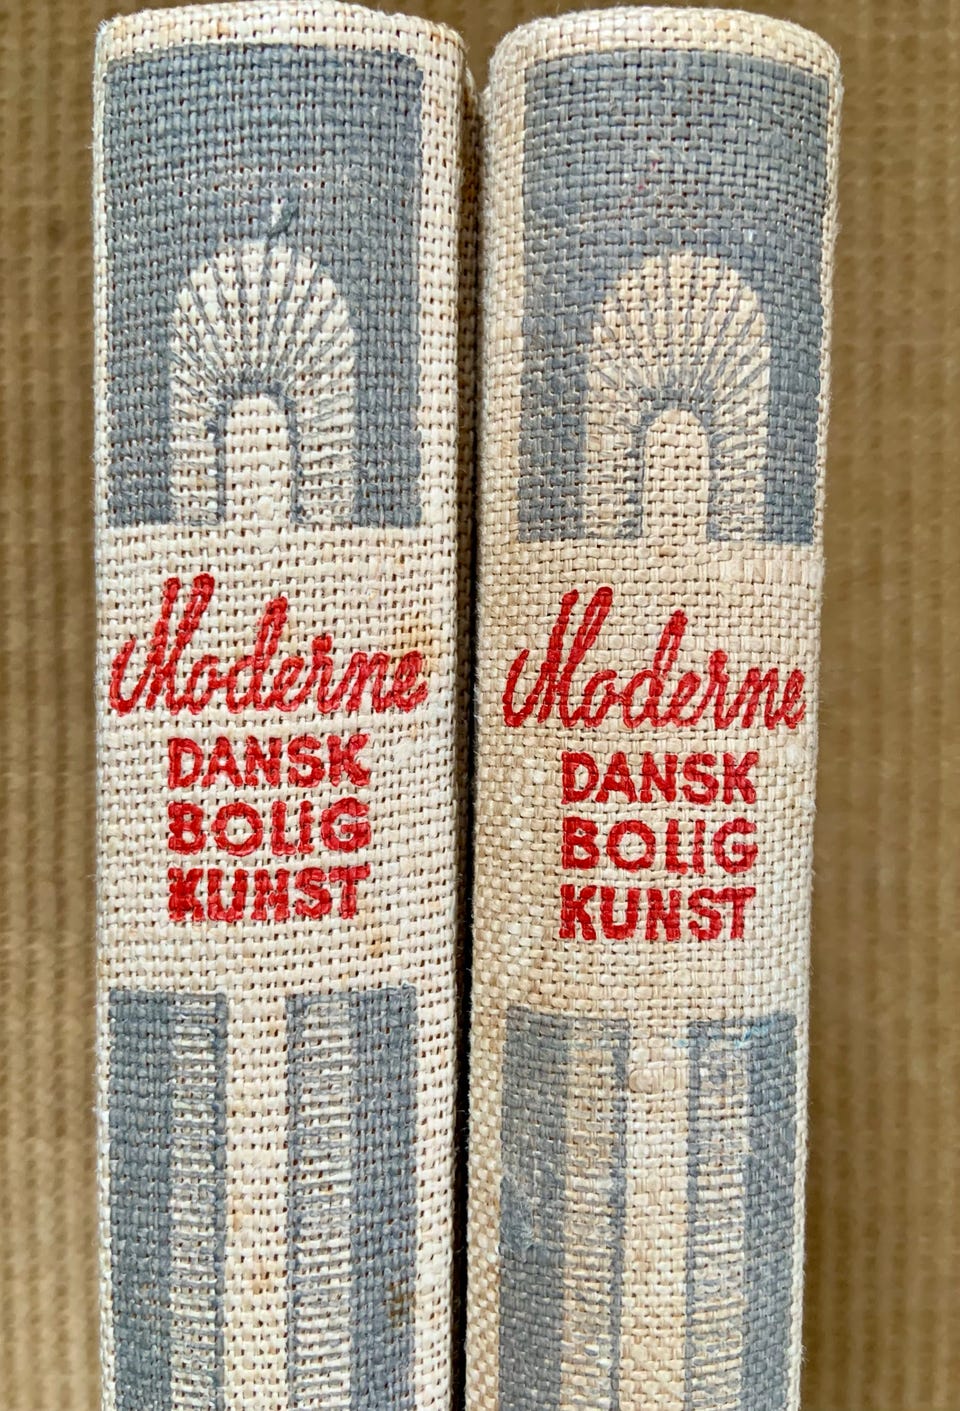 Moderne
DANSK
BOLIG
KUNST
Moderne
DANSK
BOLIG
KUNST